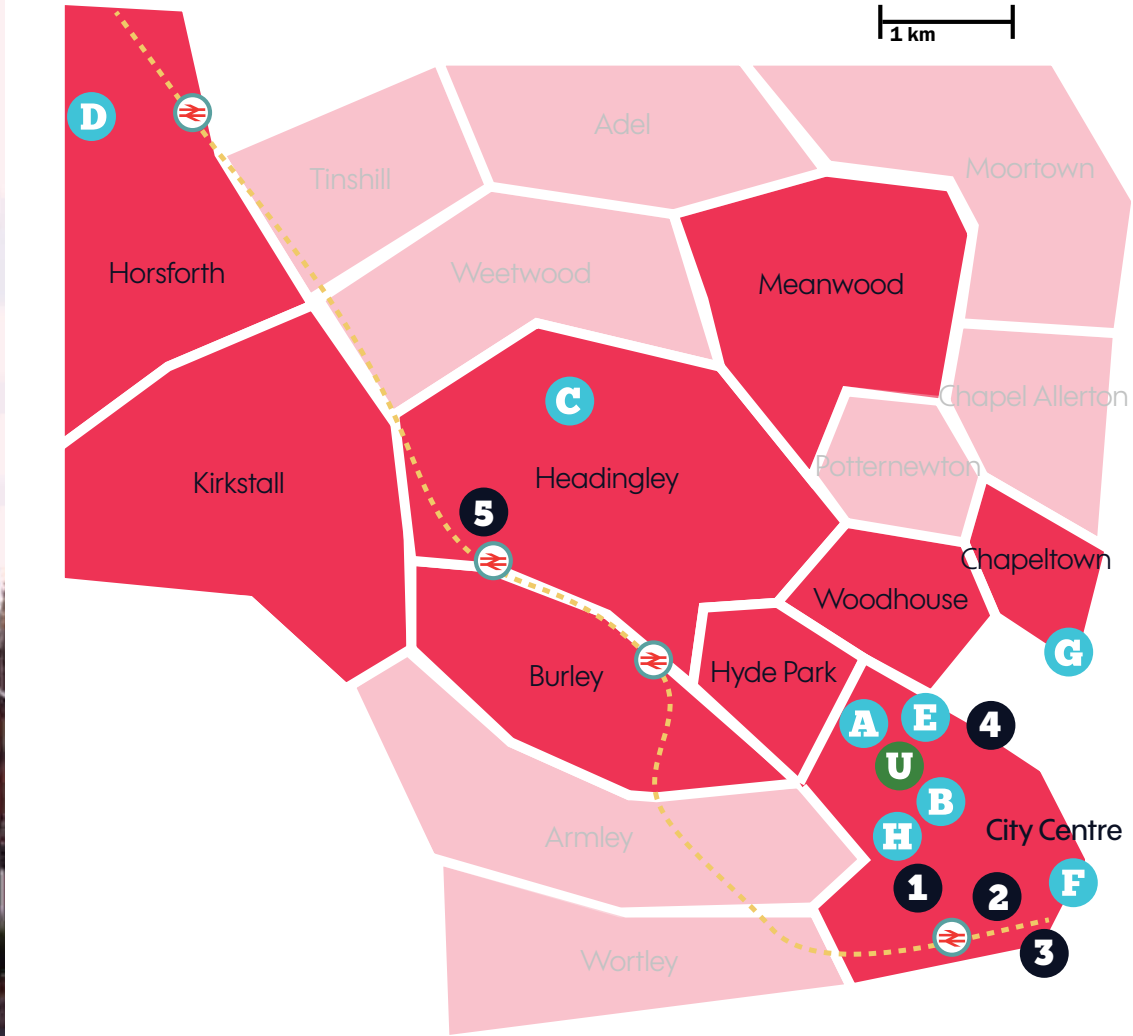 1 km
Adel
D
Moortown
Tinshill
Horsforth
Weetwood
Meanwood
C
Chapel Allerton
Potternewton
Kirkstall
Headingley
5
Chapeltown
Woodhouse
G
Burley
Hyde Park
A
E
4
U
B
H
City Centre
Armley
1
2
F
3
Wortley